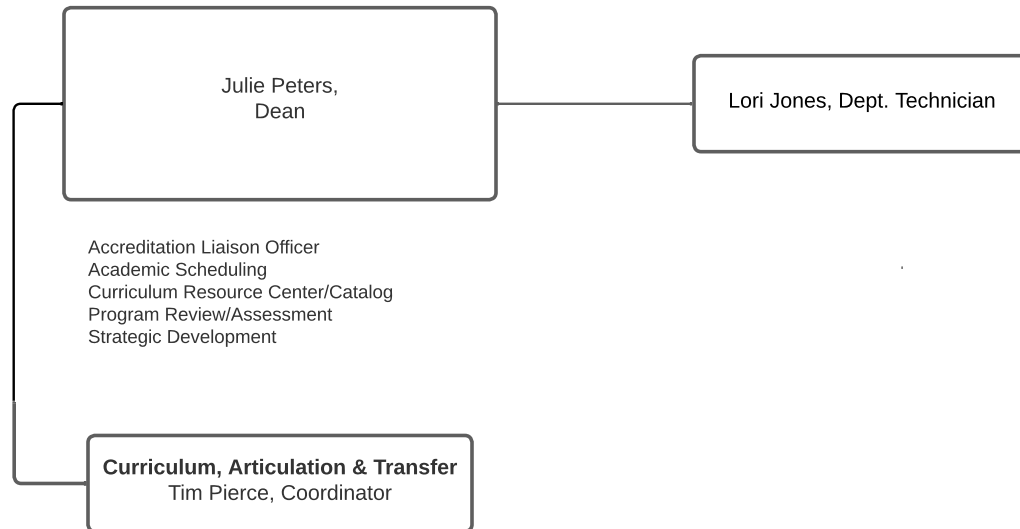 Julie Peters,
Dean
Lori Jones, Dept. Technician
Accreditation Liaison Officer
Academic Scheduling
Curriculum Resource Center/Catalog
Program Review/Assessment
Strategic Development
Curriculum, Articulation & Transfer
Tim Pierce, Coordinator